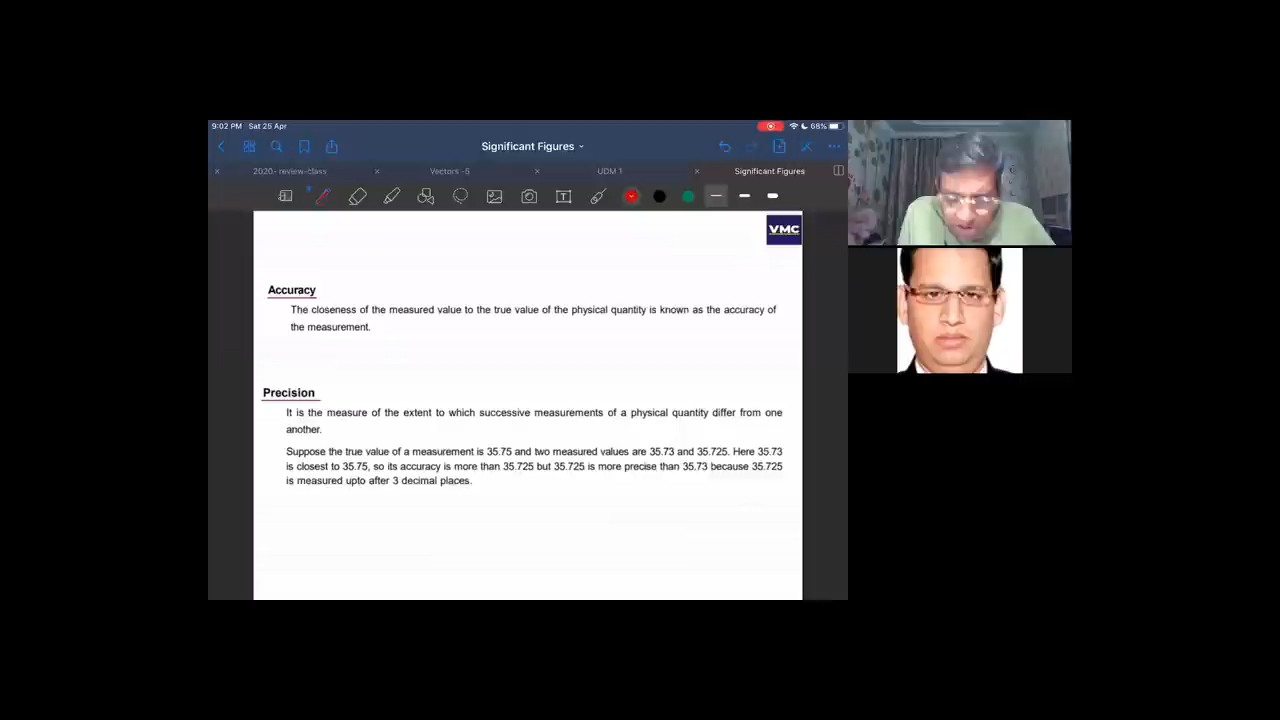 9:02 PM Sat 25 Apr
68%
Significant Figures
2020- review-class
Vectors -5
UDM 1
Significant Figures
VMC
Accuracy
The closeness of the measured value to the true value of the physical quantity is known as the accuracy of
the measurement.
Precision
It is the measure of the extent to which successive measurements of a physical quantity differ from one
another.
Suppose the true value of a measurement is 35.75 and two measured values are 35.73 and 35.725. Here 35.73
is closest to 35.75, so its accuracy is more than 35.725 but 35.725 is more precise than 35.73 because 35.725
is measured upto after 3 decimal places.